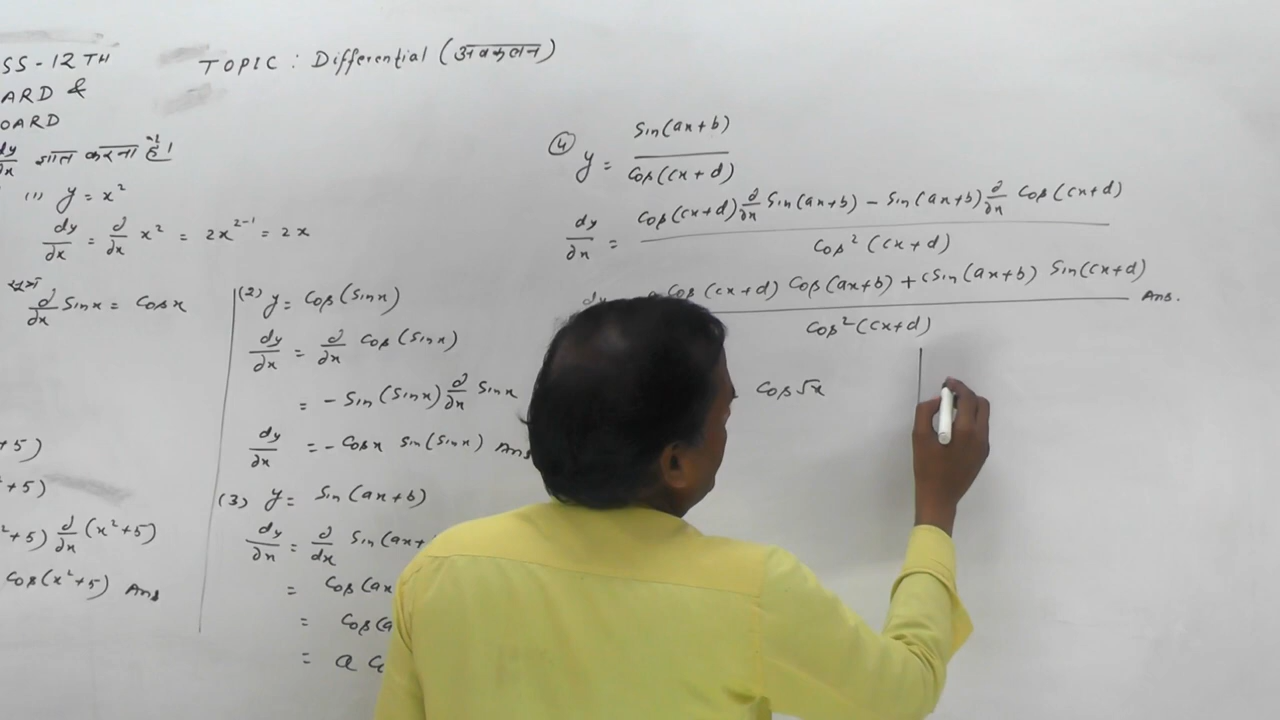 SS-12TH
TOPIC : Differential (अवकलन)
ARD &
OARD
dy/dx ज्ञात करना है।
(1) y = x²
dy/dx = d/dx x² = 2x²⁻¹ = 2x
d/dx Sinx = Cosx
+5)
+5)
²+5) d/dx (x²+5)
Cos(x²+5) Ans
(2) y = Cos(Sinx)
dy/dx = d/dx Cos(Sinx)
= -Sin(Sinx) d/dx Sinx
dy/dx = -Cosx Sin(Sinx) Ans
(3) y = Sin(ax+b)
dy/dx = d/dx Sin(ax+
= Cos(ax
= Cos(a
= a C
④ y = Sin(ax+b)/Cos(cx+d)
dy/dx = Cos(cx+d) d/dx Sin(ax+b) - Sin(ax+b) d/dx Cos(cx+d) / Cos²(cx+d)
Cos(cx+d) Cos(ax+b) + cSin(ax+b) Sin(cx+d) / Cos²(cx+d) Ans.
Cos√x